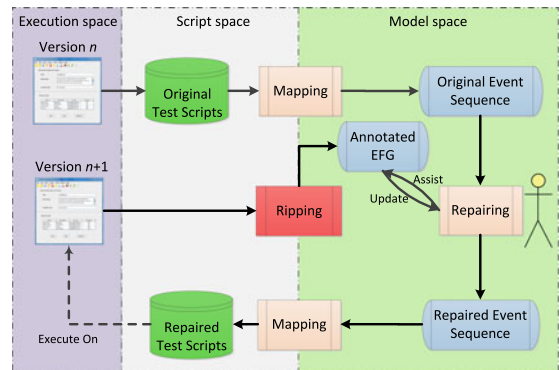 Execution space
Script space
Model space
Version n
Original
Test Scripts
Mapping
Original Event
Sequence
Annotated
EFG
Version n+1
Assist
Update
Ripping
Repairing
Repaired
Test Scripts
Mapping
Repaired Event
Sequence
Execute On